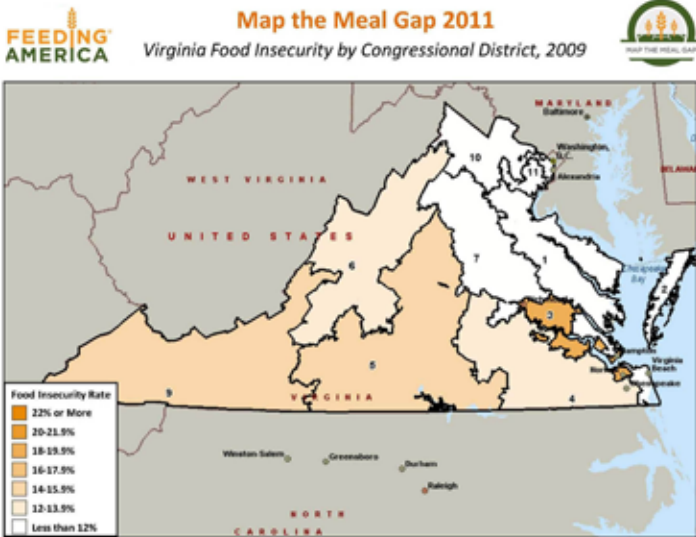 FEEDING
AMERICA
Map the Meal Gap 2011
Virginia Food Insecurity by Congressional District, 2009
MAP THE MEAL GAP
MARYLAND
Baltimore
Washington,
D.C.
Alexandria
DELAWA
WEST VIRGINIA
UNITED STATES
10
11
6
7
1
2
Chesapeake
Bay
3
Hampton
Virginia
Beach
Nor
Chesapeake
5
9
VIRGINIA
4
Food Insecurity Rate
22% or More
20-21.9%
18-19.9%
16-17.9%
14-15.9%
12-13.9%
Less than 12%
Winston-Salem
Greensboro
Durham
Raleigh
NORTH
CAROLINA